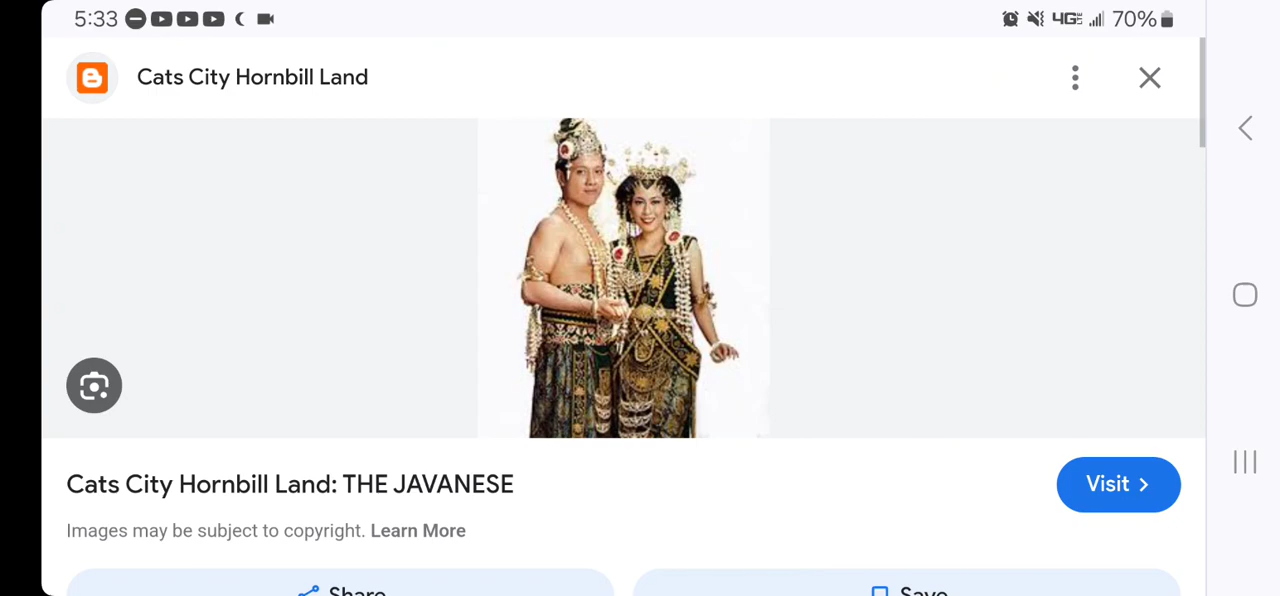 5:33
4GE 70%
Cats City Hornbill Land
Cats City Hornbill Land: THE JAVANESE
Visit
Images may be subject to copyright. Learn More
Share
Save